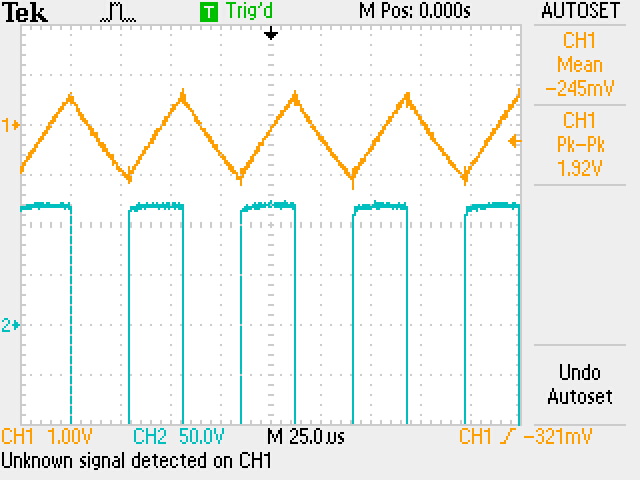 Tek T Trig'd M Pos: 0.000s AUTOSET
CH1
Mean
-245mV
CH1
Pk-Pk
1.92V
1
2
Undo
Autoset
CH1 1.00V CH2 50.0V M 25.0us CH1 -321mV
Unknown signal detected on CH1